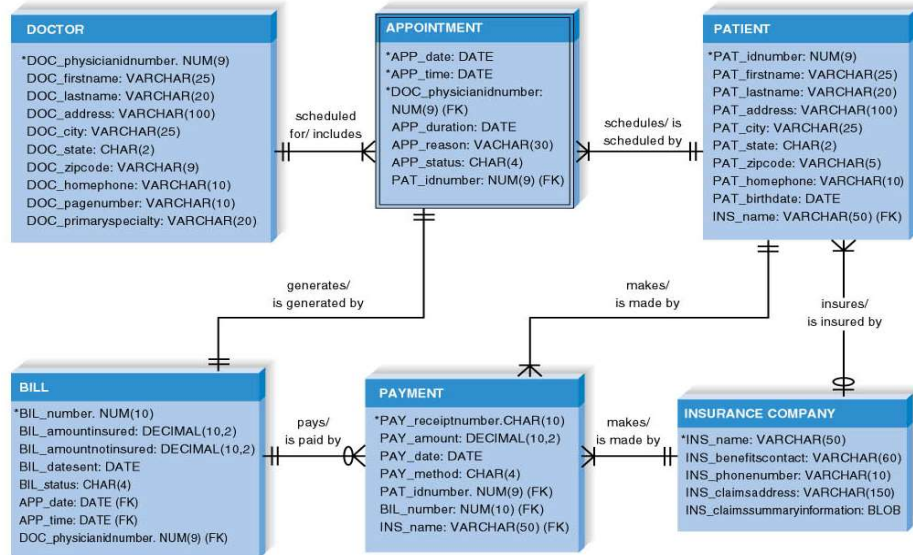 DOCTOR
*DOC_physicianidnumber. NUM(9)
DOC_firstname: VARCHAR(25)
DOC_lastname: VARCHAR(20)
DOC_address: VARCHAR(100)
DOC_city: VARCHAR(25)
DOC_state: CHAR(2)
DOC_zipcode: VARCHAR(9)
DOC_homephone: VARCHAR(10)
DOC_pagenumber: VARCHAR(10)
DOC_primaryspecialty: VARCHAR(20)
scheduled
for/ includes
APPOINTMENT
*APP_date: DATE
*APP_time: DATE
*DOC_physicianidnumber:
NUM(9) (FK)
APP_duration: DATE
APP_reason: VACHAR(30)
APP_status: CHAR(4)
PAT_idnumber: NUM(9) (FK)
schedules/ is
scheduled by
PATIENT
*PAT_idnumber: NUM(9)
PAT_firstname: VARCHAR(25)
PAT_lastname: VARCHAR(20)
PAT_address: VARCHAR(100)
PAT_city: VARCHAR(25)
PAT_state: CHAR(2)
PAT_zipcode: VARCHAR(5)
PAT_homephone: VARCHAR(10)
PAT_birthdate: DATE
INS_name: VARCHAR(50) (FK)
generates/
is generated by
makes/
is made by
insures/
is insured by
BILL
*BIL_number. NUM(10)
BIL_amountinsured: DECIMAL(10,2)
BIL_amountnotinsured: DECIMAL(10,2)
BIL_datesent: DATE
BIL_status: CHAR(4)
APP_date: DATE (FK)
APP_time: DATE (FK)
DOC_physicianidnumber. NUM(9) (FK)
pays/
is paid by
PAYMENT
*PAY_receiptnumber.CHAR(10)
PAY_amount: DECIMAL(10,2)
PAY_date: DATE
PAY_method: CHAR(4)
PAT_idnumber. NUM(9) (FK)
BIL_number: NUM(10) (FK)
INS_name: VARCHAR(50) (FK)
makes/
is made by
INSURANCE COMPANY
*INS_name: VARCHAR(50)
INS_benefitscontact: VARCHAR(60)
INS_phonenumber: VARCHAR(10)
INS_claimsaddress: VARCHAR(150)
INS_claimssummaryinformation: BLOB